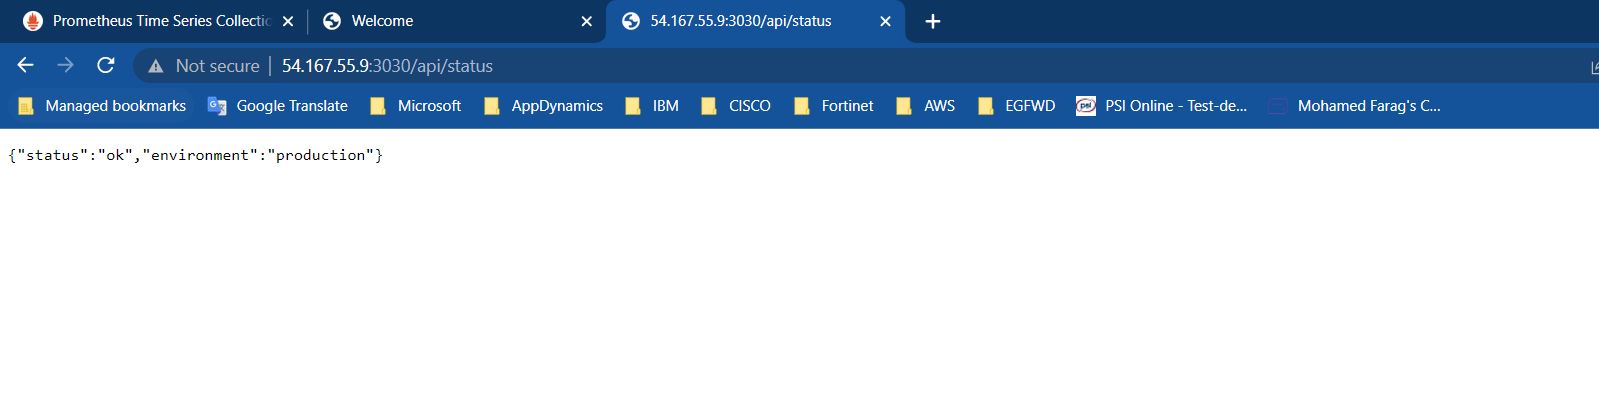 Prometheus Time Series Collectio
Welcome
54.167.55.9:3030/api/status
Not secure 54.167.55.9:3030/api/status
Managed bookmarks Google Translate Microsoft AppDynamics IBM CISCO Fortinet AWS EGFWD PSI Online - Test-de... Mohamed Farag's C...
{"status":"ok","environment":"production"}